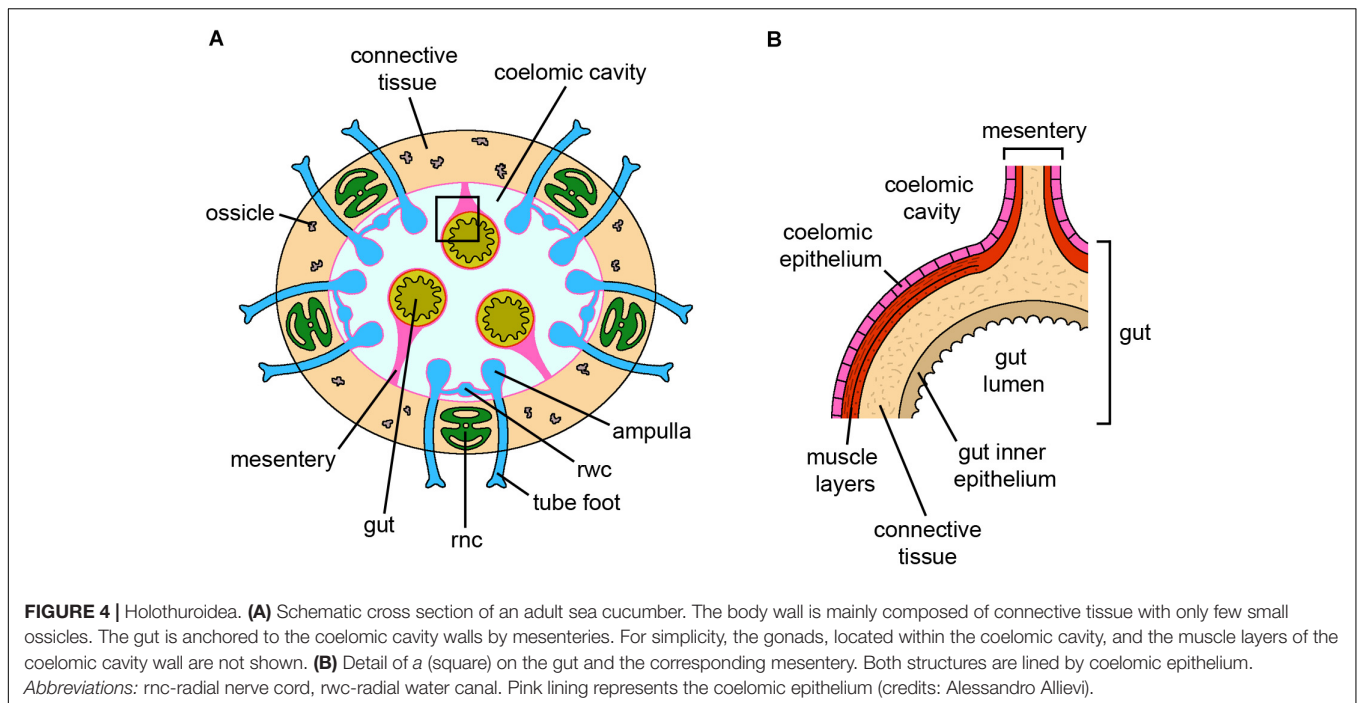 A
connective
tissue
coelomic cavity
ossicle
mesentery
gut
rnc
tube foot
rwc
ampulla
B
mesentery
coelomic
cavity
coelomic
epithelium
gut
gut
lumen
muscle
layers
gut inner
epithelium
connective
tissue
FIGURE 4 | Holothuroidea. (A) Schematic cross section of an adult sea cucumber. The body wall is mainly composed of connective tissue with only few small
ossicles. The gut is anchored to the coelomic cavity walls by mesenteries. For simplicity, the gonads, located within the coelomic cavity, and the muscle layers of the
coelomic cavity wall are not shown. (B) Detail of a (square) on the gut and the corresponding mesentery. Both structures are lined by coelomic epithelium.
Abbreviations: rnc-radial nerve cord, rwc-radial water canal. Pink lining represents the coelomic epithelium (credits: Alessandro Allievi).